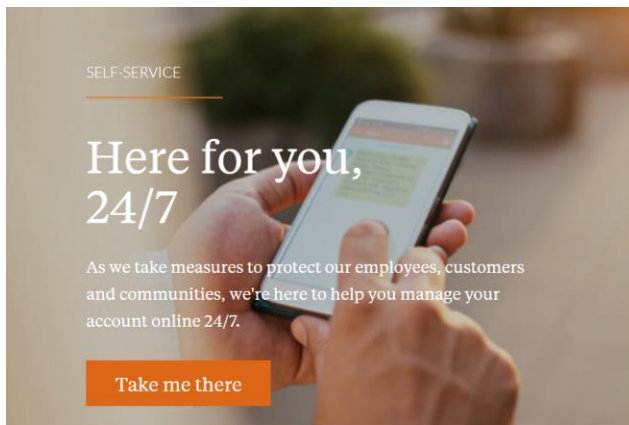 SELF-SERVICE
Here for you,
24/7
As we take measures to protect our employees, customers
and communities, we're here to help you manage your
account online 24/7.
Take me there